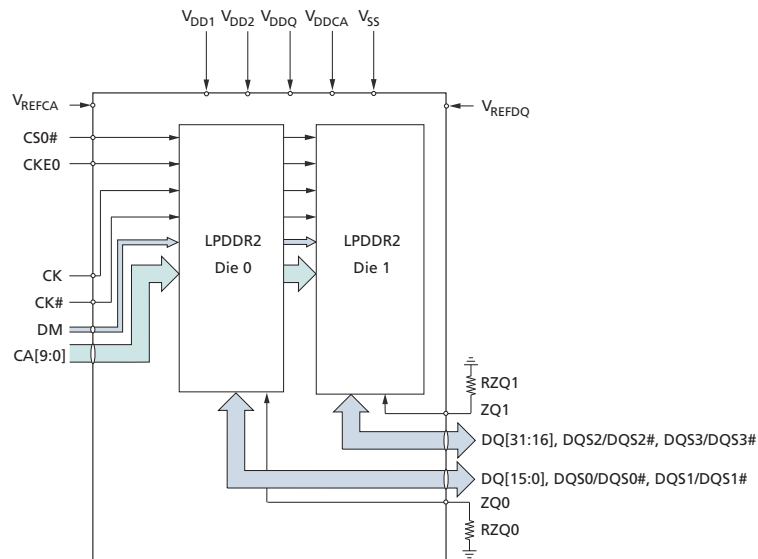 VDD1 VDD2 VDDQ VDDCA VSS
VREFCA
VREFDQ
CS0#
CKE0
LPDDR2
Die 0
LPDDR2
Die 1
CK
CK#
DM
CA[9:0]
RZQ1
ZQ1
DQ[31:16], DQS2/DQS2#, DQS3/DQS3#
DQ[15:0], DQS0/DQS0#, DQS1/DQS1#
ZQ0
RZQ0